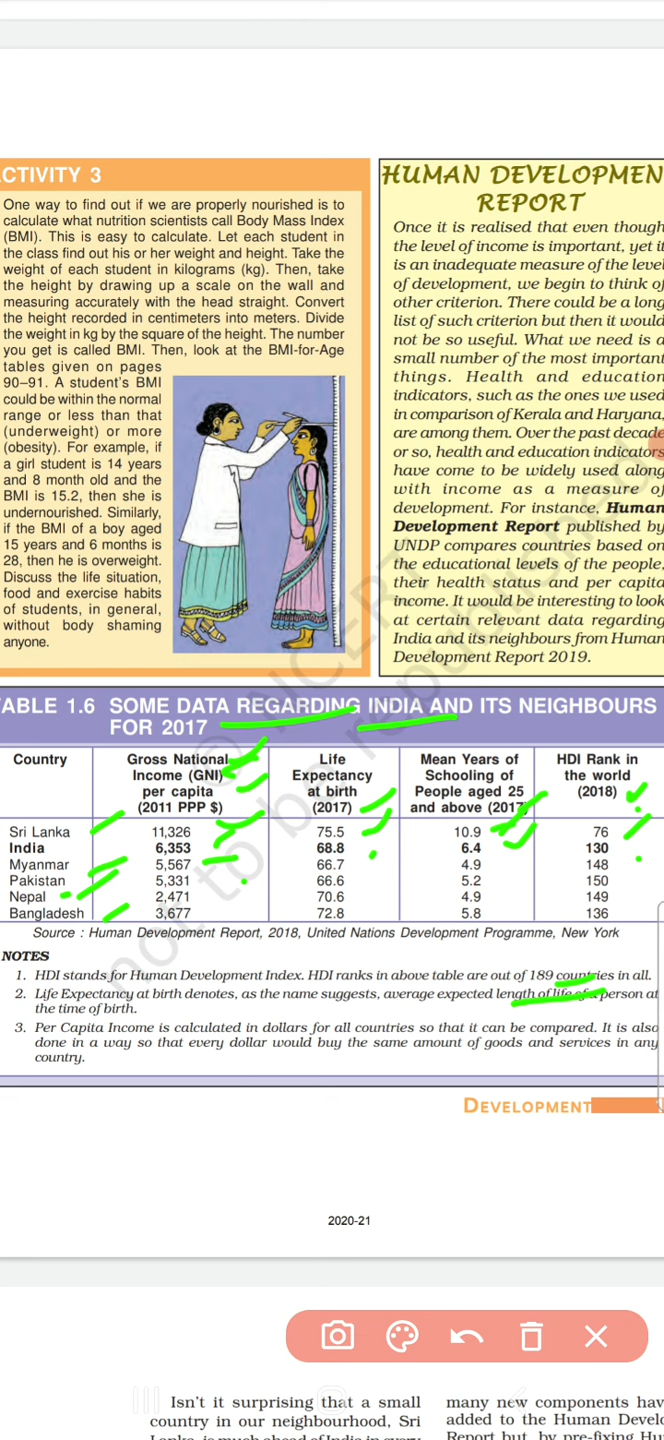 CTIVITY 3
One way to find out if we are properly nourished is to
calculate what nutrition scientists call Body Mass Index
(BMI). This is easy to calculate. Let each student in
the class find out his or her weight and height. Take the
weight of each student in kilograms (kg). Then, take
the height by drawing up a scale on the wall and
measuring accurately with the head straight. Convert
the height recorded in centimeters into meters. Divide
the weight in kg by the square of the height. The number
you get is called BMI. Then, look at the BMI-for-Age
tables given on pages
90–91. A student's BMI
could be within the normal
range or less than that
(underweight) or more
(obesity). For example, if
a girl student is 14 years
and 8 month old and the
BMI is 15.2, then she is
undernourished. Similarly,
if the BMI of a boy aged
15 years and 6 months is
28, then he is overweight.
Discuss the life situation,
food and exercise habits
of students, in general,
without body shaming
anyone.
HUMAN DEVELOPMEN
REPORT
Once it is realised that even though
the level of income is important, yet it
is an inadequate measure of the level
of development, we begin to think of
other criterion. There could be a long
list of such criterion but then it would
not be so useful. What we need is a
small number of the most important
things. Health and education
indicators, such as the ones we used
in comparison of Kerala and Haryana,
are among them. Over the past decade
or so, health and education indicators
have come to be widely used along
with income as a measure of
development. For instance, Human
Development Report published by
UNDP compares countries based on
the educational levels of the people,
their health status and per capita
income. It would be interesting to look
at certain relevant data regarding
India and its neighbours from Human
Development Report 2019.
© NCERT
not to be republished
TABLE 1.6 SOME DATA REGARDING INDIA AND ITS NEIGHBOURS
FOR 2017
Country Gross National Income (GNI) per capita (2011 PPP $) Life Expectancy at birth (2017) Mean Years of Schooling of People aged 25 and above (2017) HDI Rank in the world (2018)
Sri Lanka 11,326 75.5 10.9 76
India 6,353 68.8 6.4 130
Myanmar 5,567 66.7 4.9 148
Pakistan 5,331 66.6 5.2 150
Nepal 2,471 70.6 4.9 149
Bangladesh 3,677 72.8 5.8 136
Source : Human Development Report, 2018, United Nations Development Programme, New York
NOTES
1. HDI stands for Human Development Index. HDI ranks in above table are out of 189 countries in all.
2. Life Expectancy at birth denotes, as the name suggests, average expected length of life of a person at
the time of birth.
3. Per Capita Income is calculated in dollars for all countries so that it can be compared. It is also
done in a way so that every dollar would buy the same amount of goods and services in any
country.
DEVELOPMENT
2020-21
Isn't it surprising that a small
country in our neighbourhood, Sri
many new components hav
added to the Human Develo